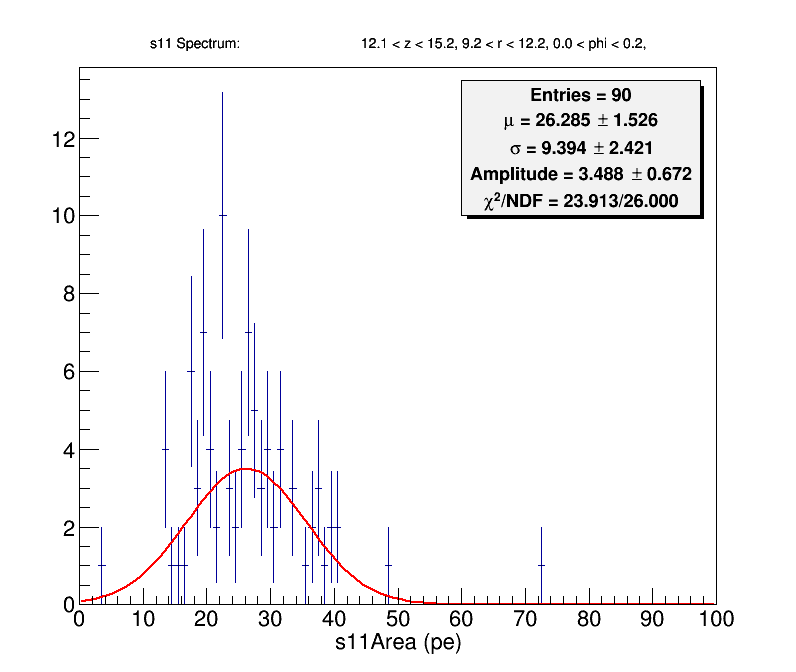 s11 Spectrum: 12.1 < z < 15.2, 9.2 < r < 12.2, 0.0 < phi < 0.2,
Entries = 90
μ = 26.285 ± 1.526
σ = 9.394 ± 2.421
Amplitude = 3.488 ± 0.672
χ²/NDF = 23.913/26.000
12
10
8
6
4
2
0
0 10 20 30 40 50 60 70 80 90 100
s11Area (pe)